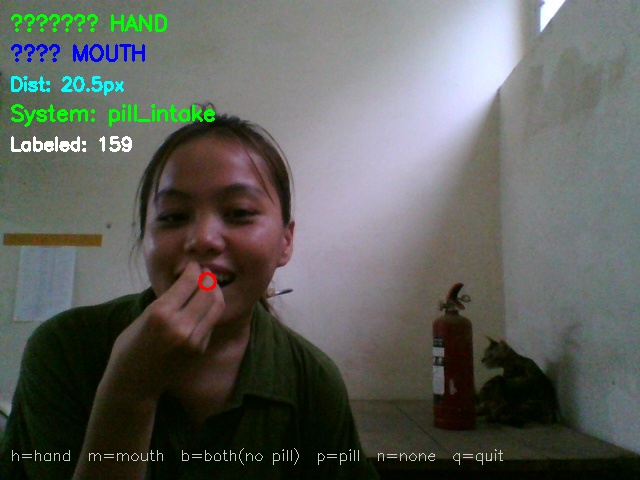 ??????? HAND
???? MOUTH
Dist: 20.5px
System: pill_intake
Labeled: 159
h=hand m=mouth b=both(no pill) p=pill n=none q=quit